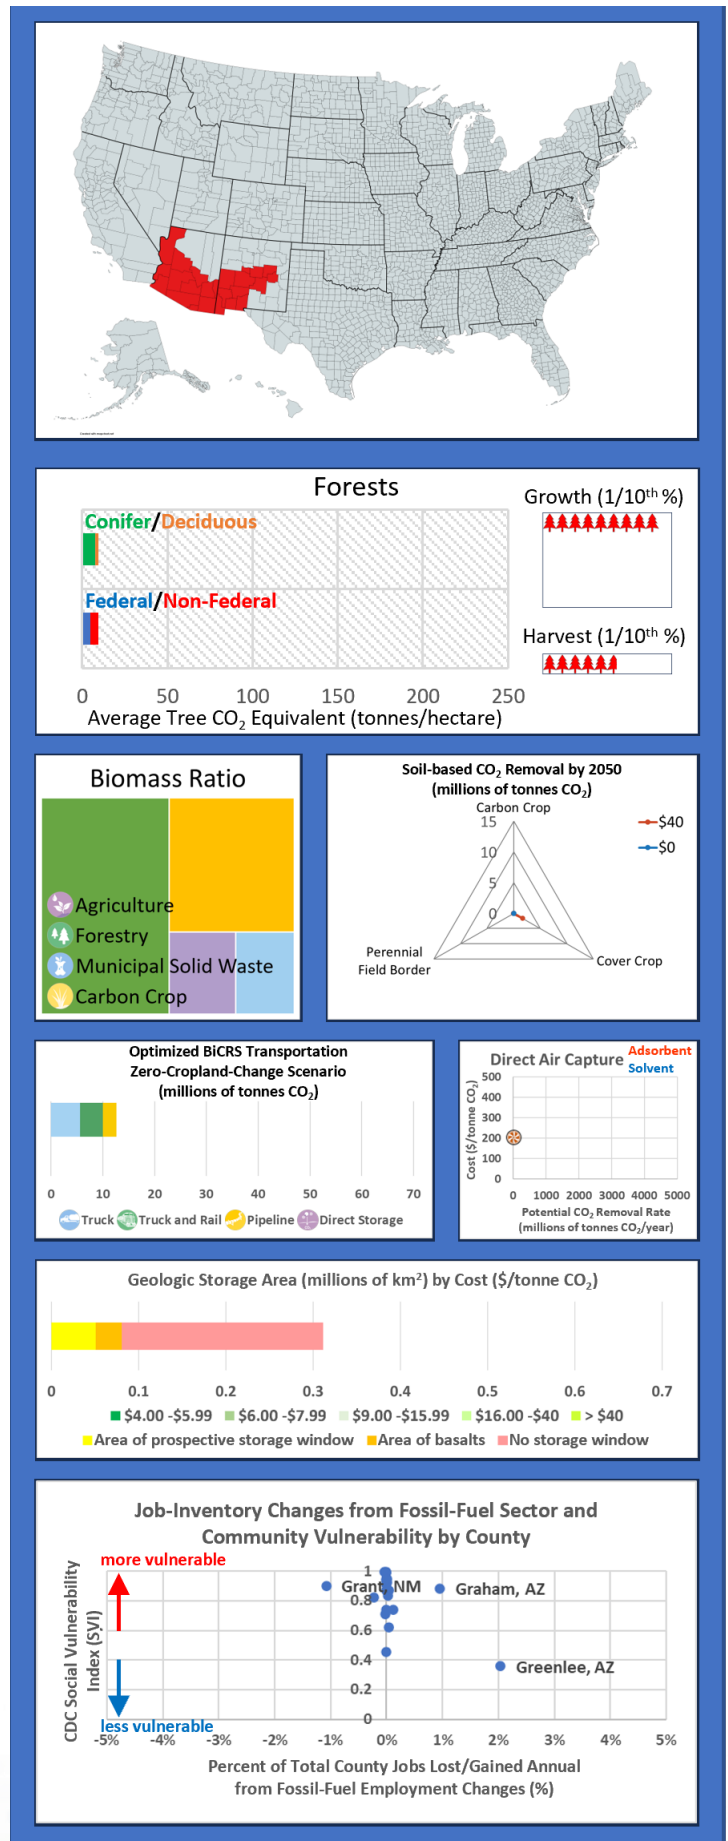 Forests
Growth (1/10th %)
Conifer/Deciduous
Federal/Non-Federal
Harvest (1/10th %)
0 50 100 150 200 250
Average Tree CO2 Equivalent (tonnes/hectare)
Biomass Ratio
Agriculture
Forestry
Municipal Solid Waste
Carbon Crop
Soil-based CO2 Removal by 2050
(millions of tonnes CO2)
Carbon Crop
15
10
5
0
$40
$0
Perennial
Field Border
Cover Crop
Optimized BiCRS Transportation
Zero-Cropland-Change Scenario
(millions of tonnes CO2)
0 10 20 30 40 50 60 70
Truck Truck and Rail Pipeline Direct Storage
Direct Air Capture
Adsorbent
Solvent
Cost ($/tonne CO2)
500
400
300
200
100
0
0 1000 2000 3000 4000 5000
Potential CO2 Removal Rate
(millions of tonnes CO2/year)
Geologic Storage Area (millions of km2) by Cost ($/tonne CO2)
0 0.1 0.2 0.3 0.4 0.5 0.6 0.7
$4.00 -$5.99 $6.00 -$7.99 $9.00 -$15.99 $16.00 -$40 > $40
Area of prospective storage window Area of basalts No storage window
Job-Inventory Changes from Fossil-Fuel Sector and
Community Vulnerability by County
more vulnerable
CDC Social Vulnerability
Index (SVI)
less vulnerable
1
0.8
0.6
0.4
0.2
0
Grant, NM
Graham, AZ
Greenlee, AZ
-5% -4% -3% -2% -1% 0% 1% 2% 3% 4% 5%
Percent of Total County Jobs Lost/Gained Annual
from Fossil-Fuel Employment Changes (%)